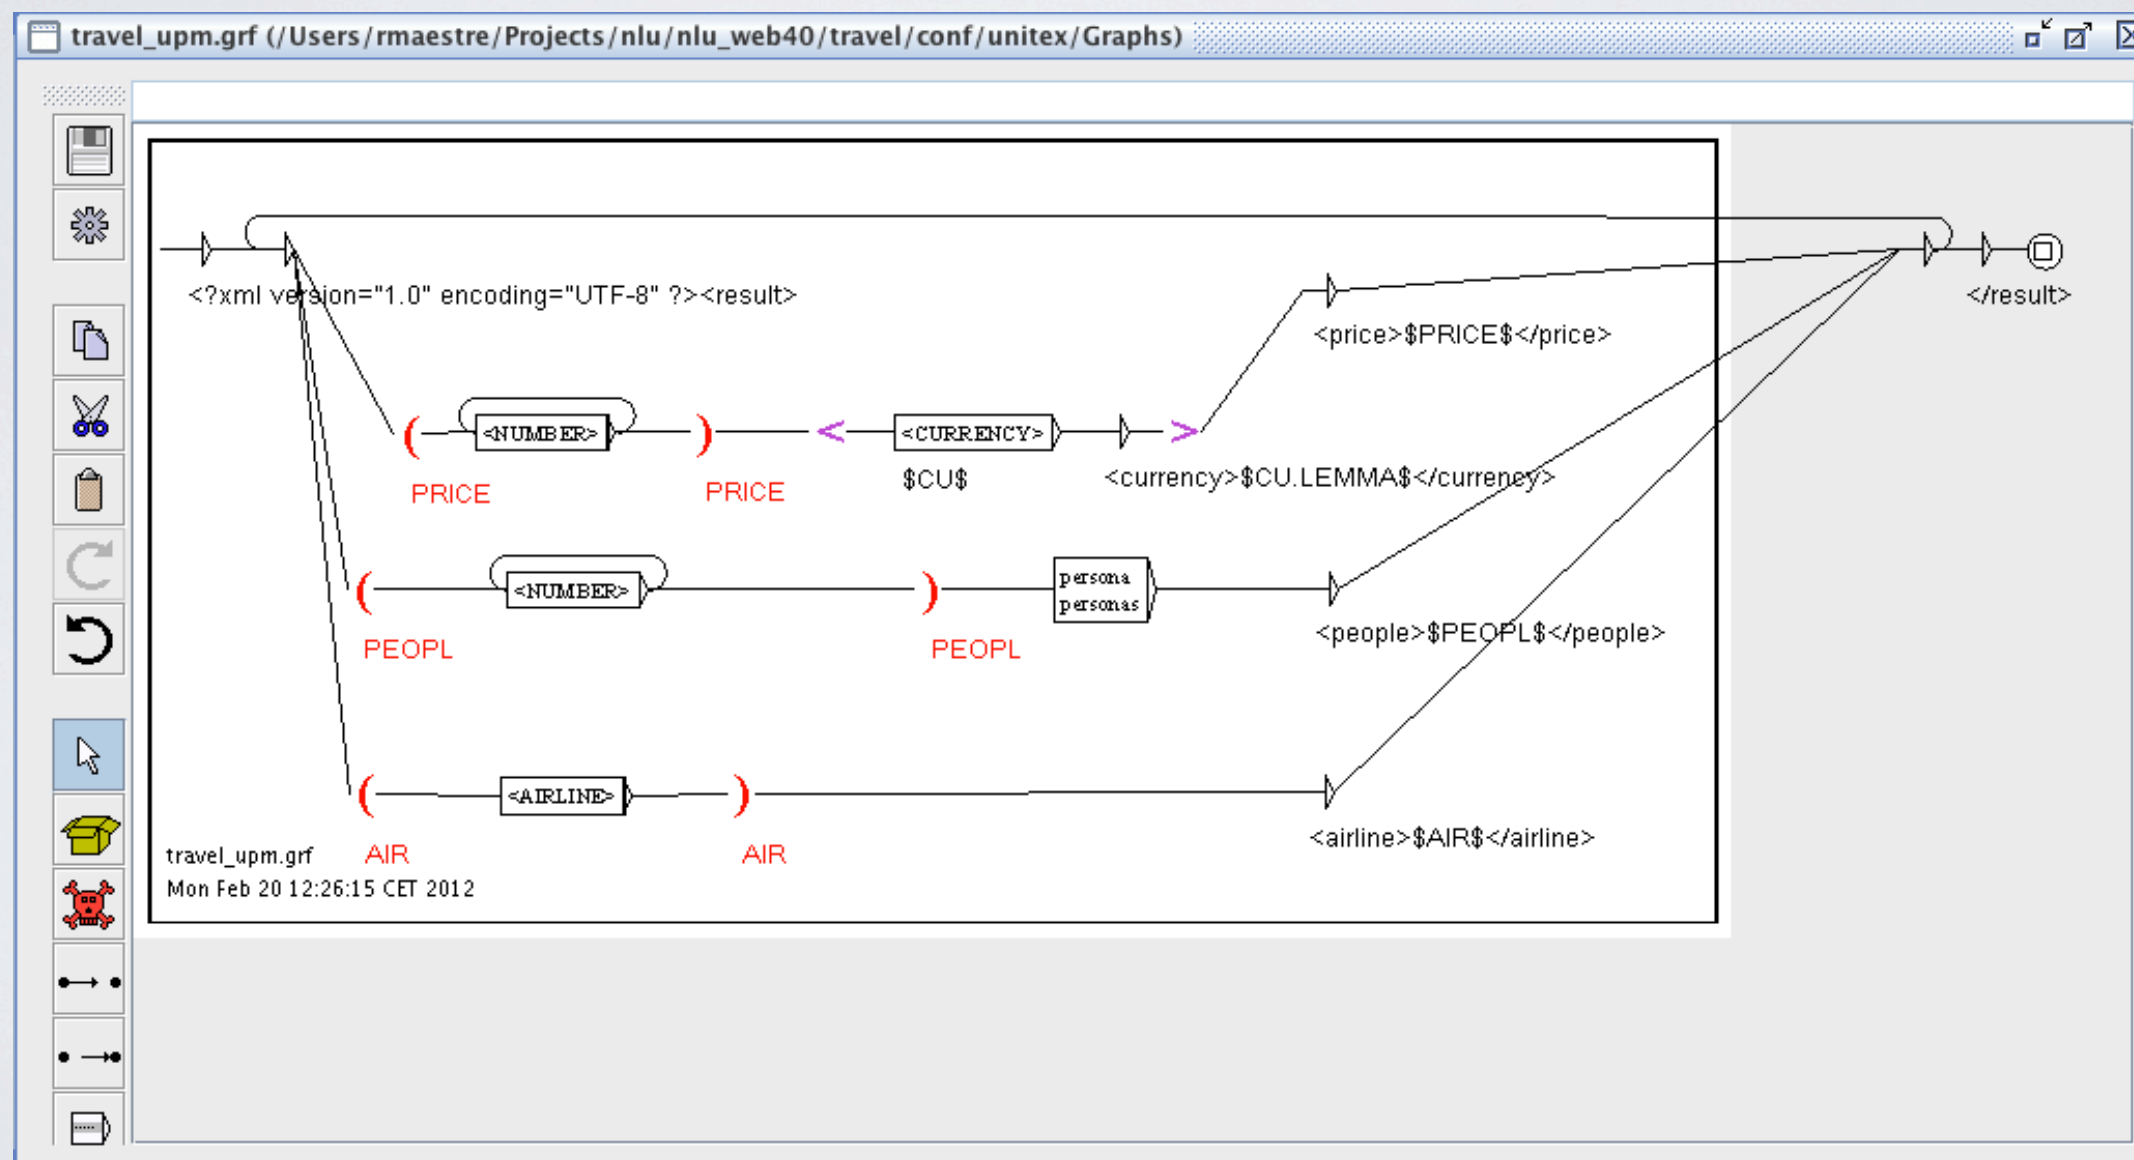 travel_upm.grf (/Users/rmaestre/Projects/nlu/nlu_web40/travel/conf/unitex/Graphs)
<?xml version="1.0" encoding="UTF-8" ?><result>
</result>
<price>$PRICE$</price>
( <NUMBER> ) < <CURRENCY> >
PRICE PRICE $CU$ <currency>$CU.LEMMA$</currency>
( <NUMBER> ) persona
personas
PEOPL PEOPL <people>$PEOPL$</people>
( <AIRLINE> )
AIR AIR <airline>$AIR$</airline>
travel_upm.grf
Mon Feb 20 12:26:15 CET 2012